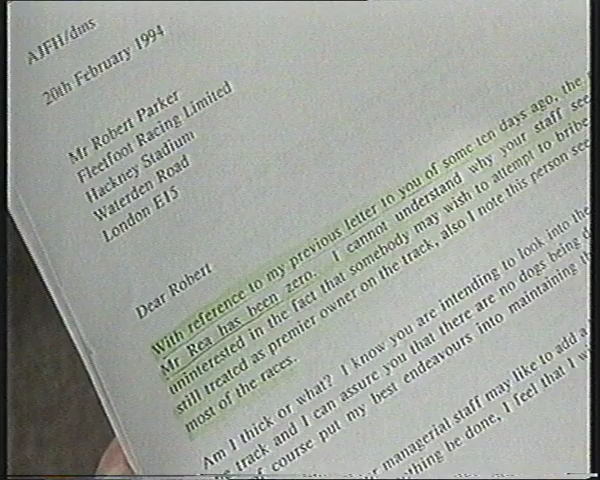 AJFH/dms
20th February 1994
Mr Robert Parker
Fleetfoot Racing Limited
Hackney Stadium
Waterden Road
London E15
Dear Robert
With reference to my previous letter to you of some ten days ago, the
Mr Rea has been zero. I cannot understand why your staff see
uninterested in the fact that somebody may wish to attempt to bribe
still treated as premier owner on the track, also I note this person see
most of the races.
Am I thick or what? I know you are intending to look into the
the track and I can assure you that there are no dogs being
of course put my best endeavours into maintaining
managerial staff may like to add a
be done, I feel that I